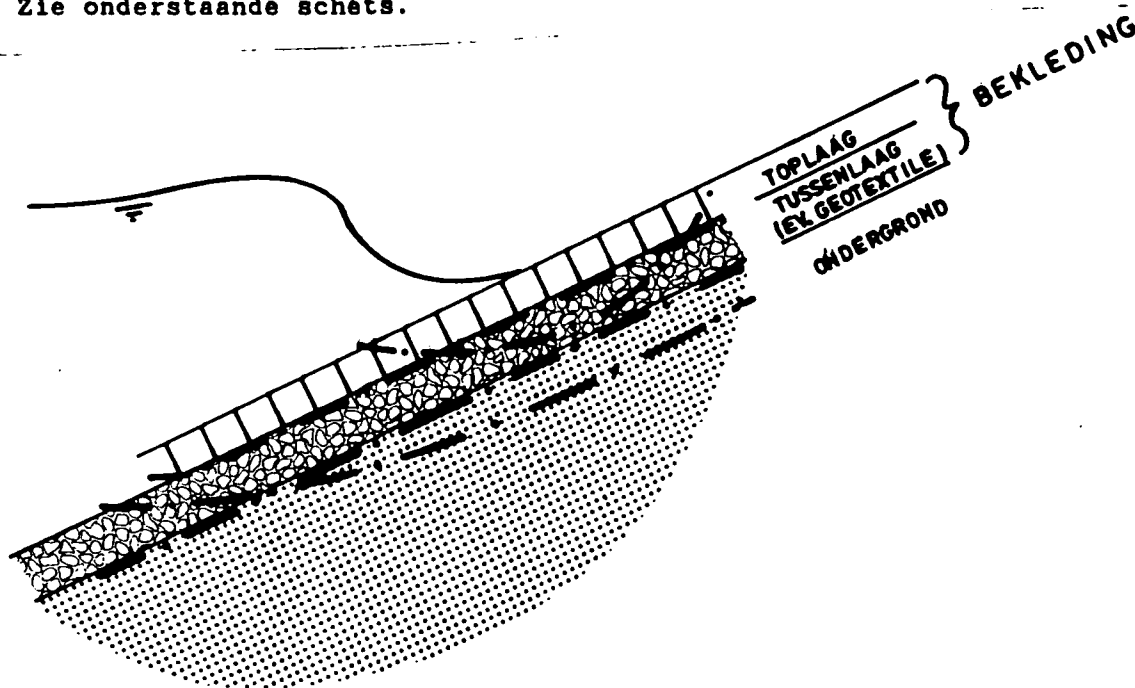 Zie onderstaande schets.
BEKLEDING
TOPLAAG
TUSSENLAAG
(EV. GEOTEXTILE)
ONDERGROND